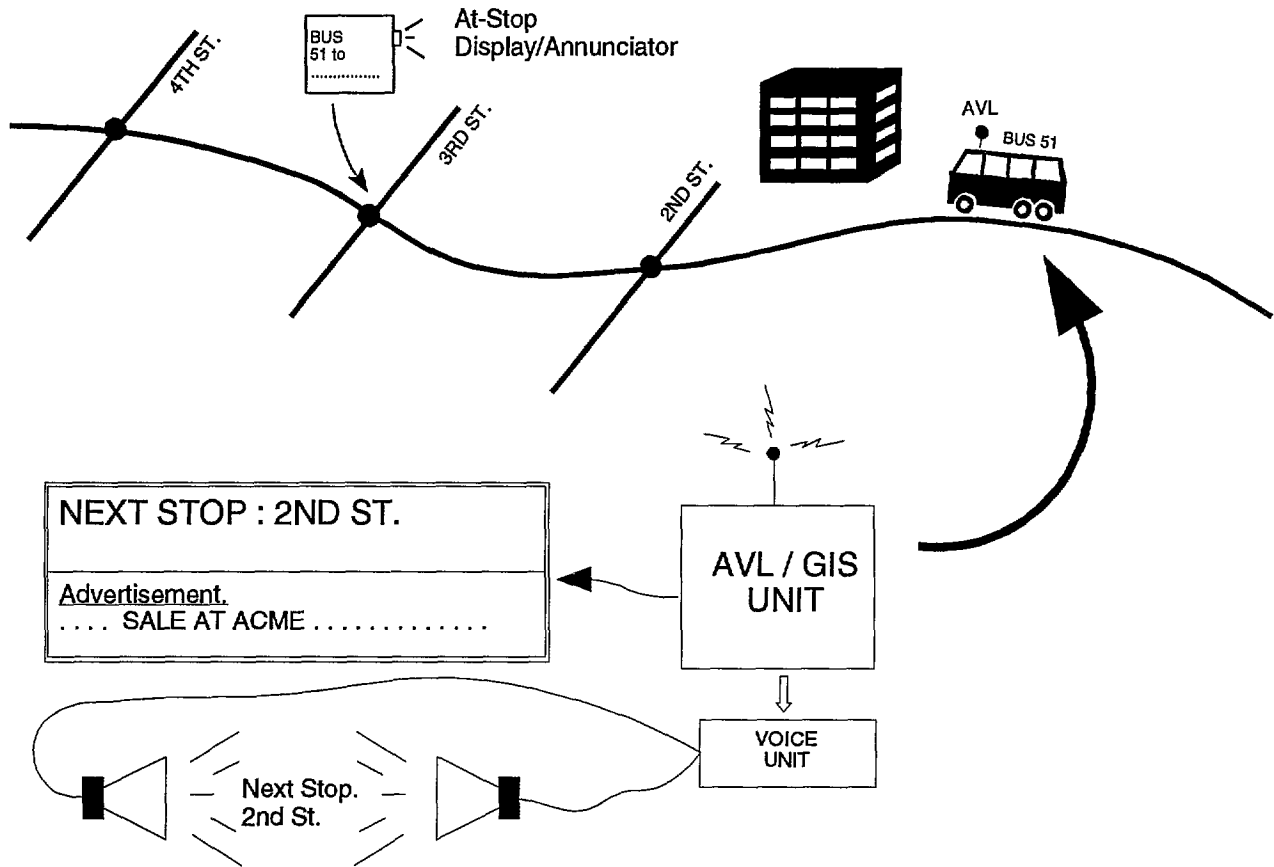 At-Stop
Display/Annunciator
BUS
51 to
...............
4TH ST.
3RD ST.
2ND ST.
AVL
BUS 51
NEXT STOP : 2ND ST.
Advertisement.
. . . . SALE AT ACME . . . . . . . . . . . . .
AVL / GIS
UNIT
VOICE
UNIT
Next Stop.
2nd St.